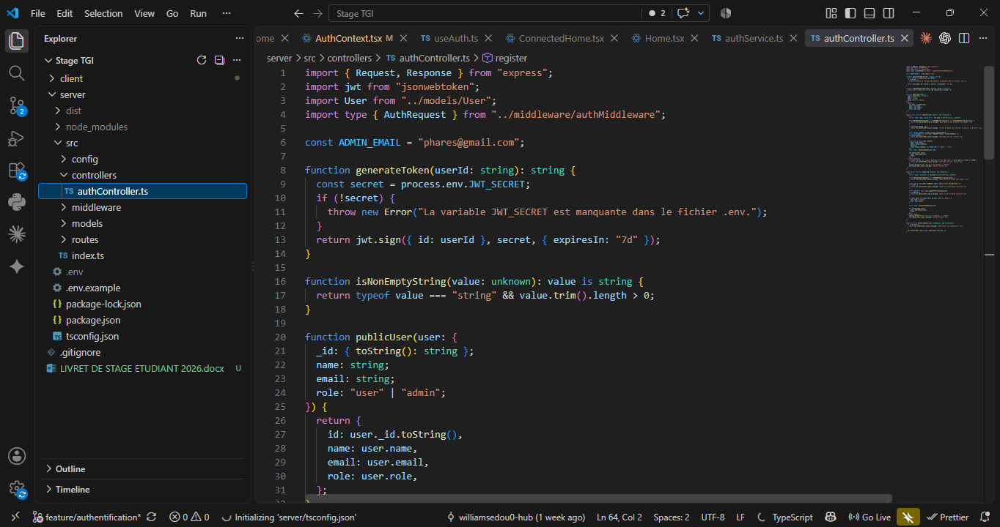 File Edit Selection View Go Run ···
Stage TGI
2
Explorer
ome
AuthContext.tsx M
TS useAuth.ts
ConnectedHome.tsx
Home.tsx
TS authService.ts
TS authController.ts
server > src > controllers > TS authController.ts > register
Stage TGI
client
server
dist
node_modules
src
config
controllers
TS authController.ts
middleware
models
routes
TS index.ts
.env
.env.example
{} package-lock.json
{} package.json
TS tsconfig.json
.gitignore
LIVRET DE STAGE ETUDIANT 2026.docx U
Outline
Timeline
2
1 import { Request, Response } from "express";
2 import jwt from "jsonwebtoken";
3 import User from "../models/User";
4 import type { AuthRequest } from "../middleware/authMiddleware";
5
6 const ADMIN_EMAIL = "phares@gmail.com";
7
8 function generateToken(userId: string): string {
9 const secret = process.env.JWT_SECRET;
10 if (!secret) {
11 throw new Error("La variable JWT_SECRET est manquante dans le fichier .env.");
12 }
13 return jwt.sign({ id: userId }, secret, { expiresIn: "7d" });
14 }
15
16 function isNonEmptyString(value: unknown): value is string {
17 return typeof value === "string" && value.trim().length > 0;
18 }
19
20 function publicUser(user: {
21 _id: { toString(): string };
22 name: string;
23 email: string;
24 role: "user" | "admin";
25 }) {
26 return {
27 id: user._id.toString(),
28 name: user.name,
29 email: user.email,
30 role: user.role,
31 };
feature/authentification*
0 0
Initializing 'server/tsconfig.json'
williamsedou0-hub (1 week ago)
Ln 64, Col 2
Spaces: 2
UTF-8
LF
TypeScript
Go Live
Prettier